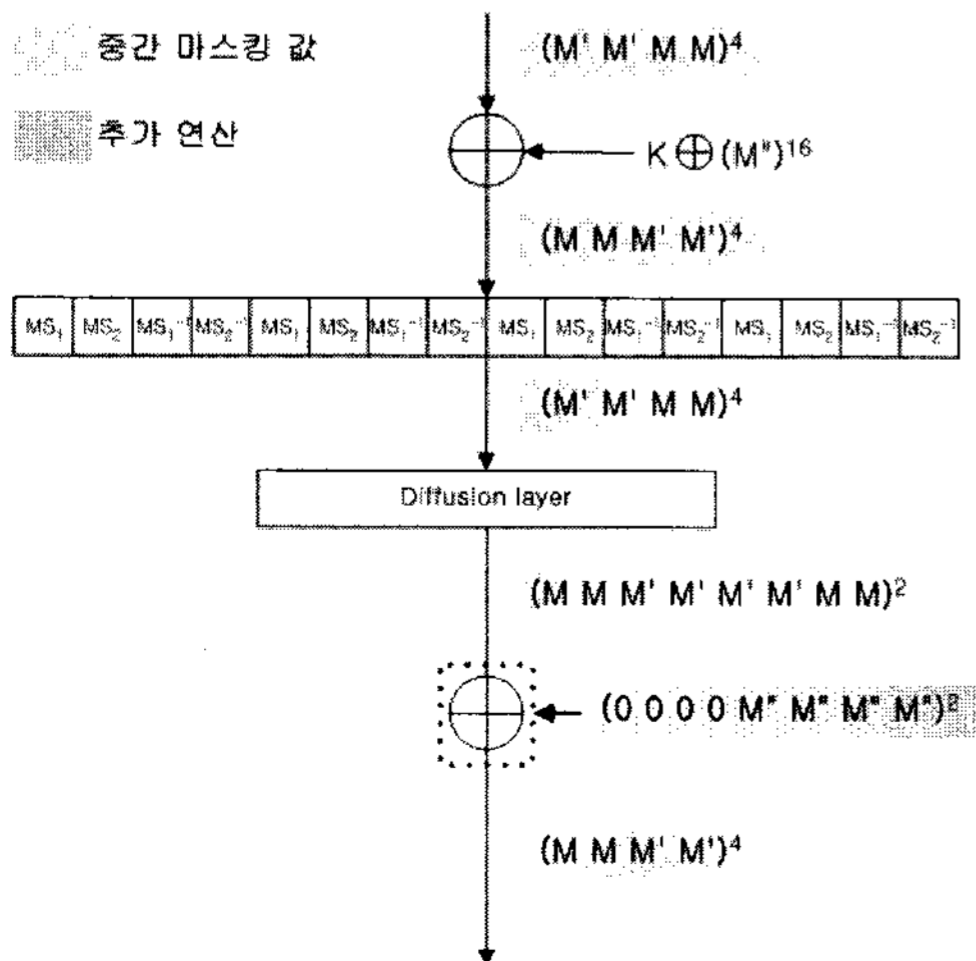 중간 마스킹 값
(M' M' M M)⁴
추가 연산
K⊕(M")¹⁶
(M M M' M')⁴
MS₁ MS₂ MS₁⁻¹ MS₂⁻¹ MS₁ MS₂ MS₁⁻¹ MS₂⁻¹ MS₁ MS₂ MS₁⁻¹ MS₂⁻¹ MS₁ MS₂ MS₁⁻¹ MS₂⁻¹
(M' M' M M)⁴
Diffusion layer
(M M M' M' M' M' M M)²
(0 0 0 0 M" M" M" M")²
(M M M' M')⁴